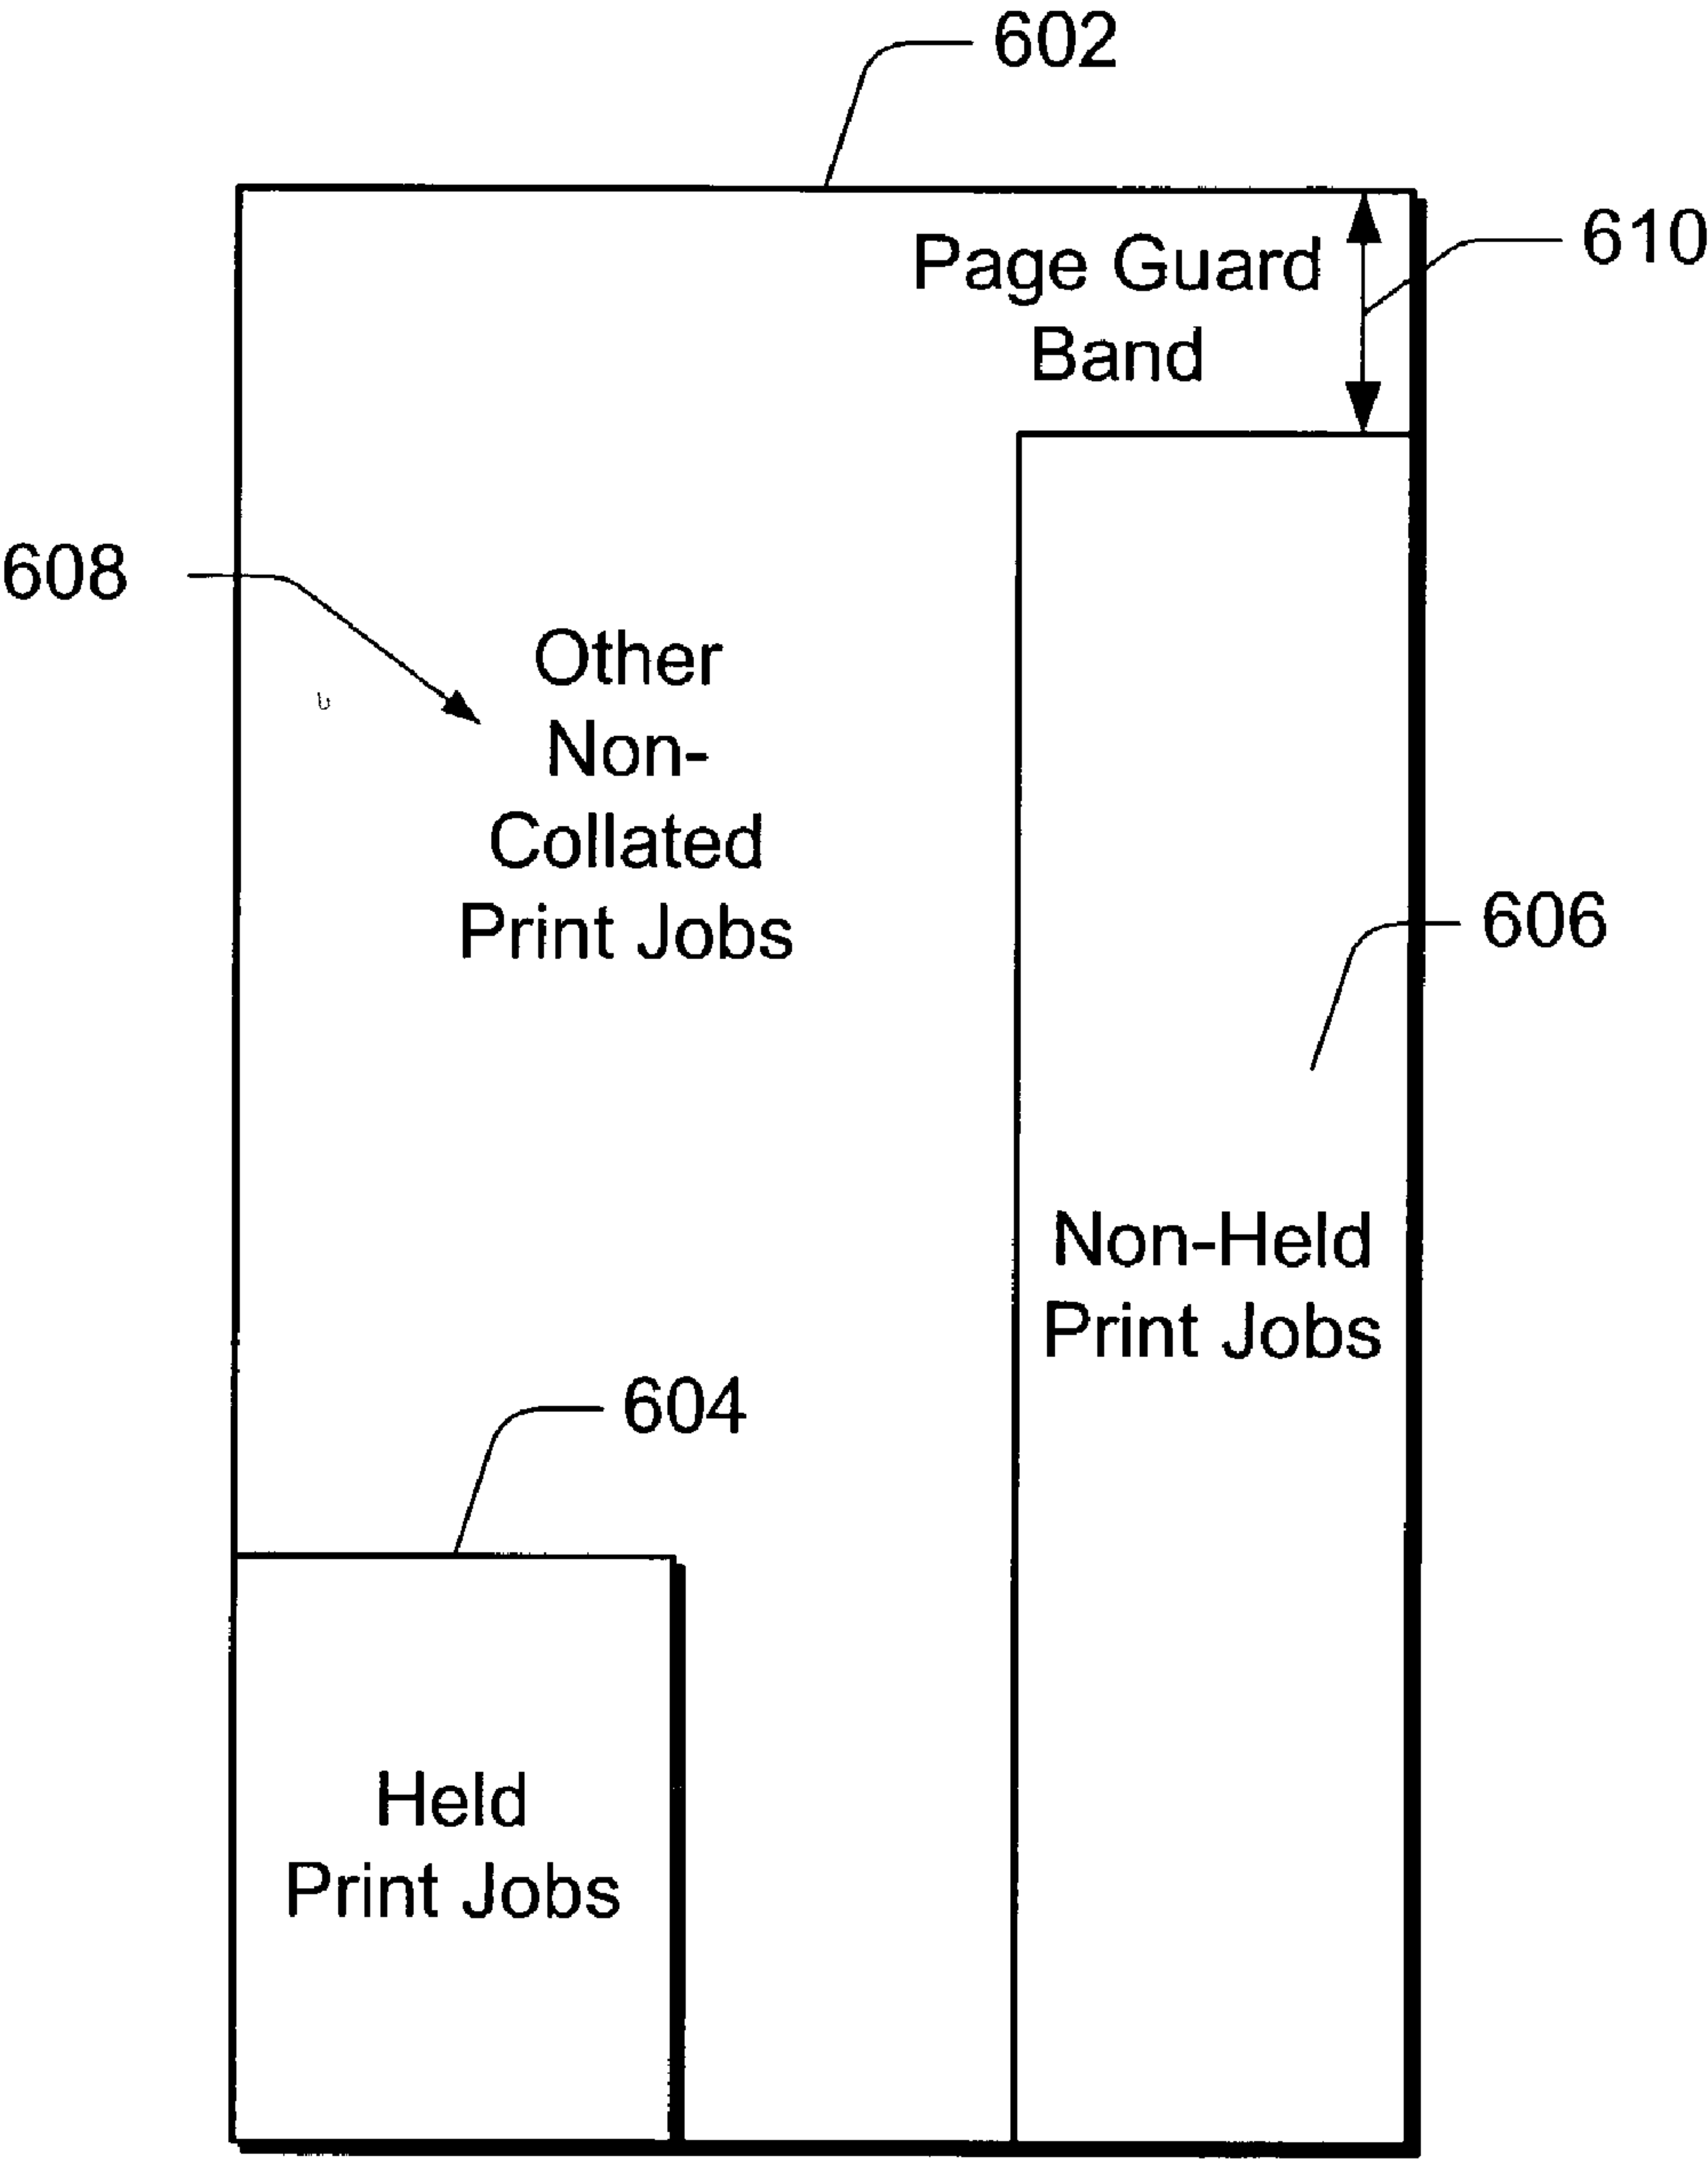 602
Page Guard
Band
610
608
Other
Non-
Collated
Print Jobs
606
Non-Held
Print Jobs
604
Held
Print Jobs